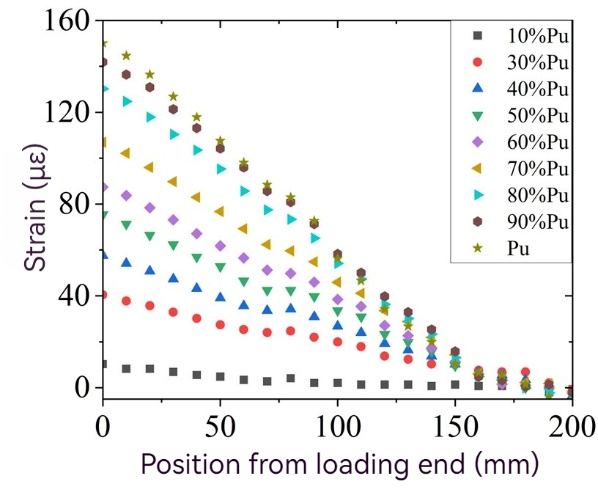 160
120
80
40
0
Strain (με)
10%Pu
30%Pu
40%Pu
50%Pu
60%Pu
70%Pu
80%Pu
90%Pu
Pu
0 50 100 150 200
Position from loading end (mm)